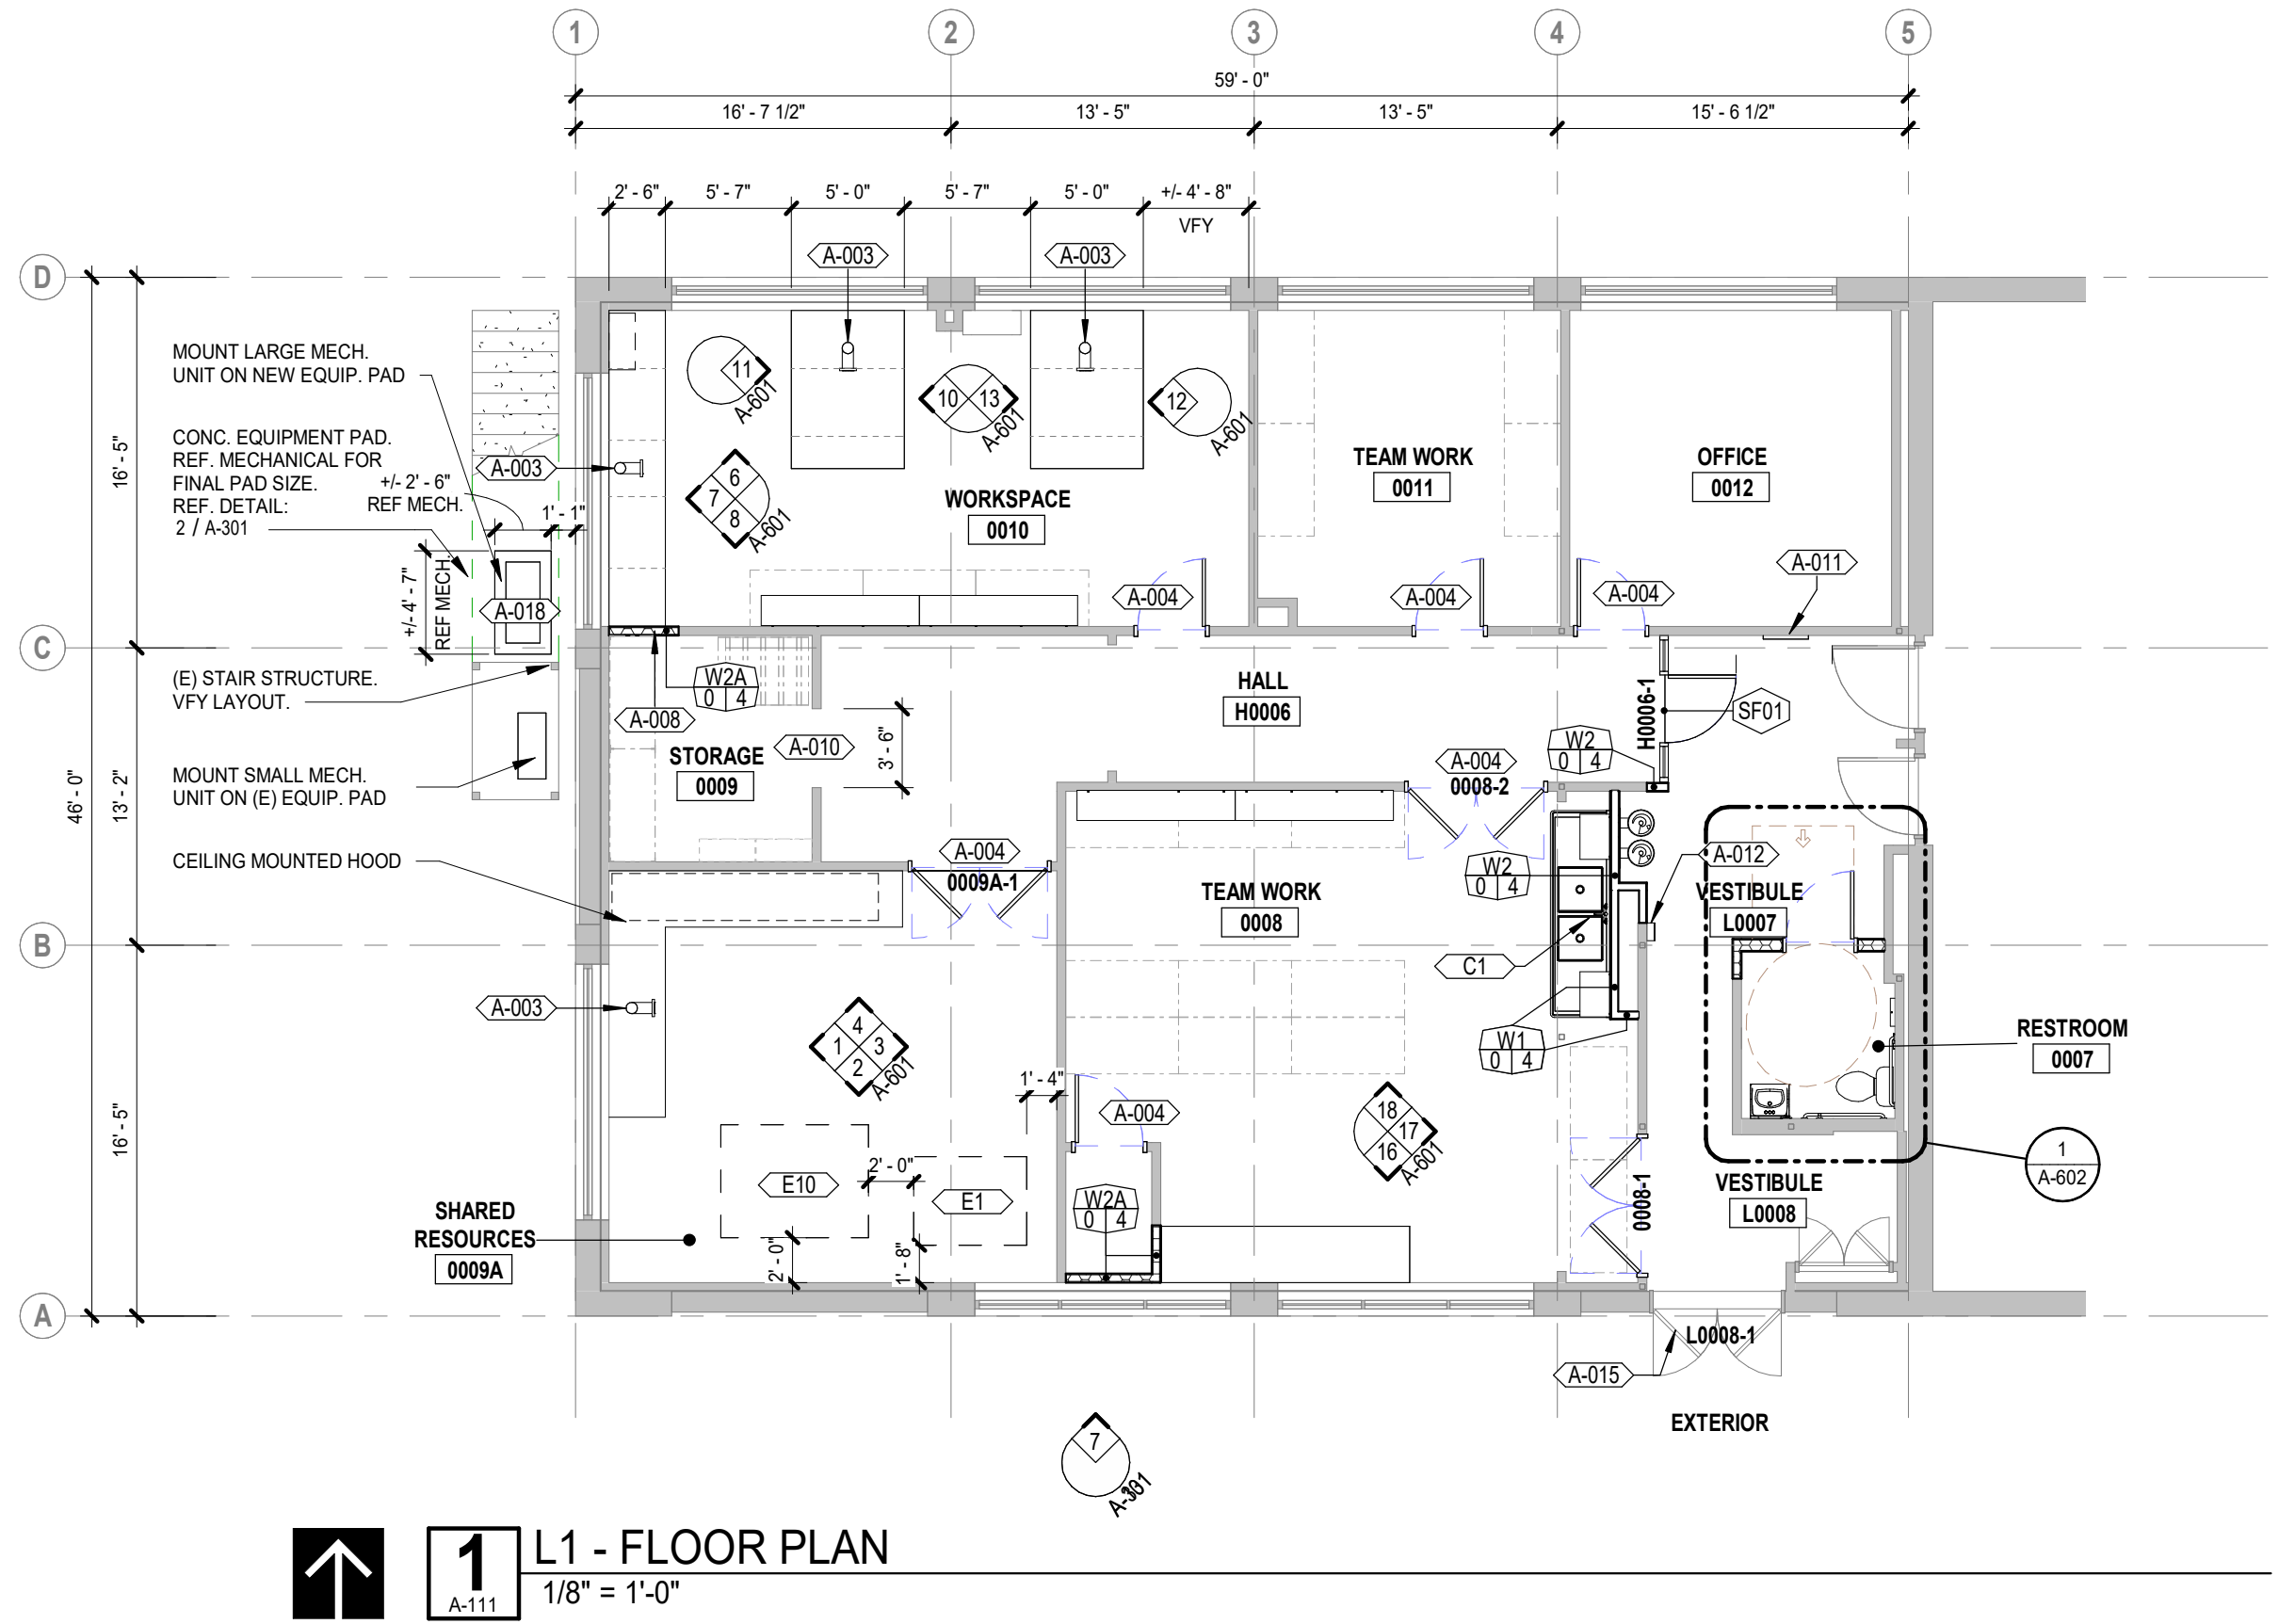 1
2
3
4
5
59' - 0"
16' - 7 1/2"
13' - 5"
13' - 5"
15' - 6 1/2"
2' - 6"
5' - 7"
5' - 0"
5' - 7"
5' - 0"
+/- 4' - 8"
VFY
A-003
A-003
D
MOUNT LARGE MECH.
UNIT ON NEW EQUIP. PAD
CONC. EQUIPMENT PAD.
REF. MECHANICAL FOR
FINAL PAD SIZE.
REF. DETAIL:
2 / A-301
+/- 2' - 6"
REF MECH.
1' - 1"
A-003
16' - 5"
+/- 4' - 7"
REF MECH.
A-018
11
A-601
10
13
A-601
12
A-601
6
7
8
A-601
WORKSPACE
0010
TEAM WORK
0011
OFFICE
0012
A-004
A-004
A-004
A-011
C
(E) STAIR STRUCTURE.
VFY LAYOUT.
W2A
0 4
A-008
STORAGE
0009
A-010
3' - 6"
HALL
H0006
H0006-1
SF01
W2
0 4
A-004
0008-2
46' - 0"
13' - 2"
MOUNT SMALL MECH.
UNIT ON (E) EQUIP. PAD
CEILING MOUNTED HOOD
A-004
0009A-1
TEAM WORK
0008
W2
0 4
A-012
VESTIBULE
L0007
B
C1
A-003
4
1
3
2
A-601
W1
0 4
RESTROOM
0007
1' - 4"
A-004
18
17
16
A-601
16' - 5"
2' - 0"
E10
E1
W2A
0 4
0008-1
VESTIBULE
L0008
1
A-602
SHARED
RESOURCES
0009A
2' - 0"
1' - 8"
A
L0008-1
A-015
EXTERIOR
7
A-301
1
A-111
L1 - FLOOR PLAN
1/8" = 1'-0"